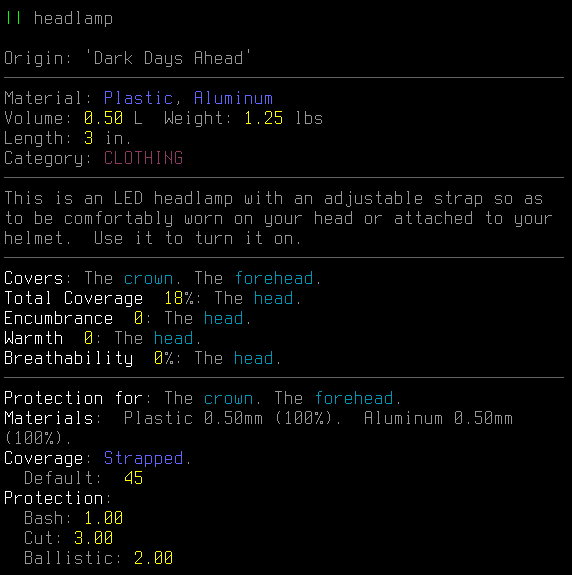 || headlamp
Origin: 'Dark Days Ahead'
Material: Plastic, Aluminum
Volume: 0.50 L  Weight: 1.25 lbs
Length: 3 in.
Category: CLOTHING
This is an LED headlamp with an adjustable strap so as
to be comfortably worn on your head or attached to your
helmet.  Use it to turn it on.
Covers: The crown. The forehead.
Total Coverage  18%: The head.
Encumbrance  0: The head.
Warmth  0: The head.
Breathability  0%: The head.
Protection for: The crown. The forehead.
Materials:  Plastic 0.50mm (100%).  Aluminum 0.50mm
(100%).
Coverage: Strapped.
Default:  45
Protection:
Bash: 1.00
Cut: 3.00
Ballistic: 2.00